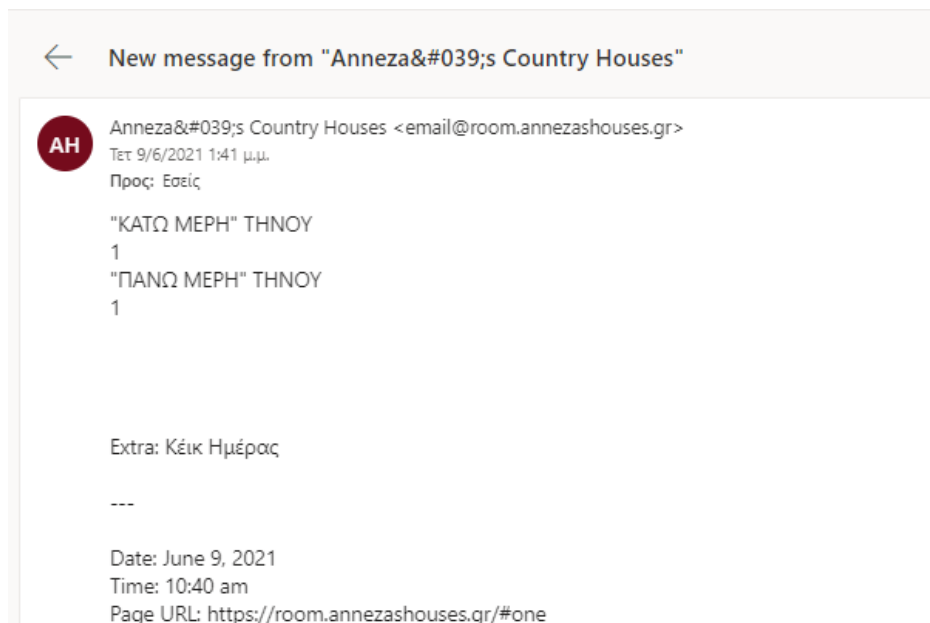 New message from "Anneza&#039;s Country Houses"
AH
Anneza&#039;s Country Houses <email@room.annezashouses.gr>
Τετ 9/6/2021 1:41 μ.μ.
Προς: Εσείς
"ΚΑΤΩ ΜΕΡΗ" ΤΗΝΟΥ
1
"ΠΑΝΩ ΜΕΡΗ" ΤΗΝΟΥ
1
Extra: Κέικ Ημέρας
---
Date: June 9, 2021
Time: 10:40 am
Page URL: https://room.annezashouses.gr/#one